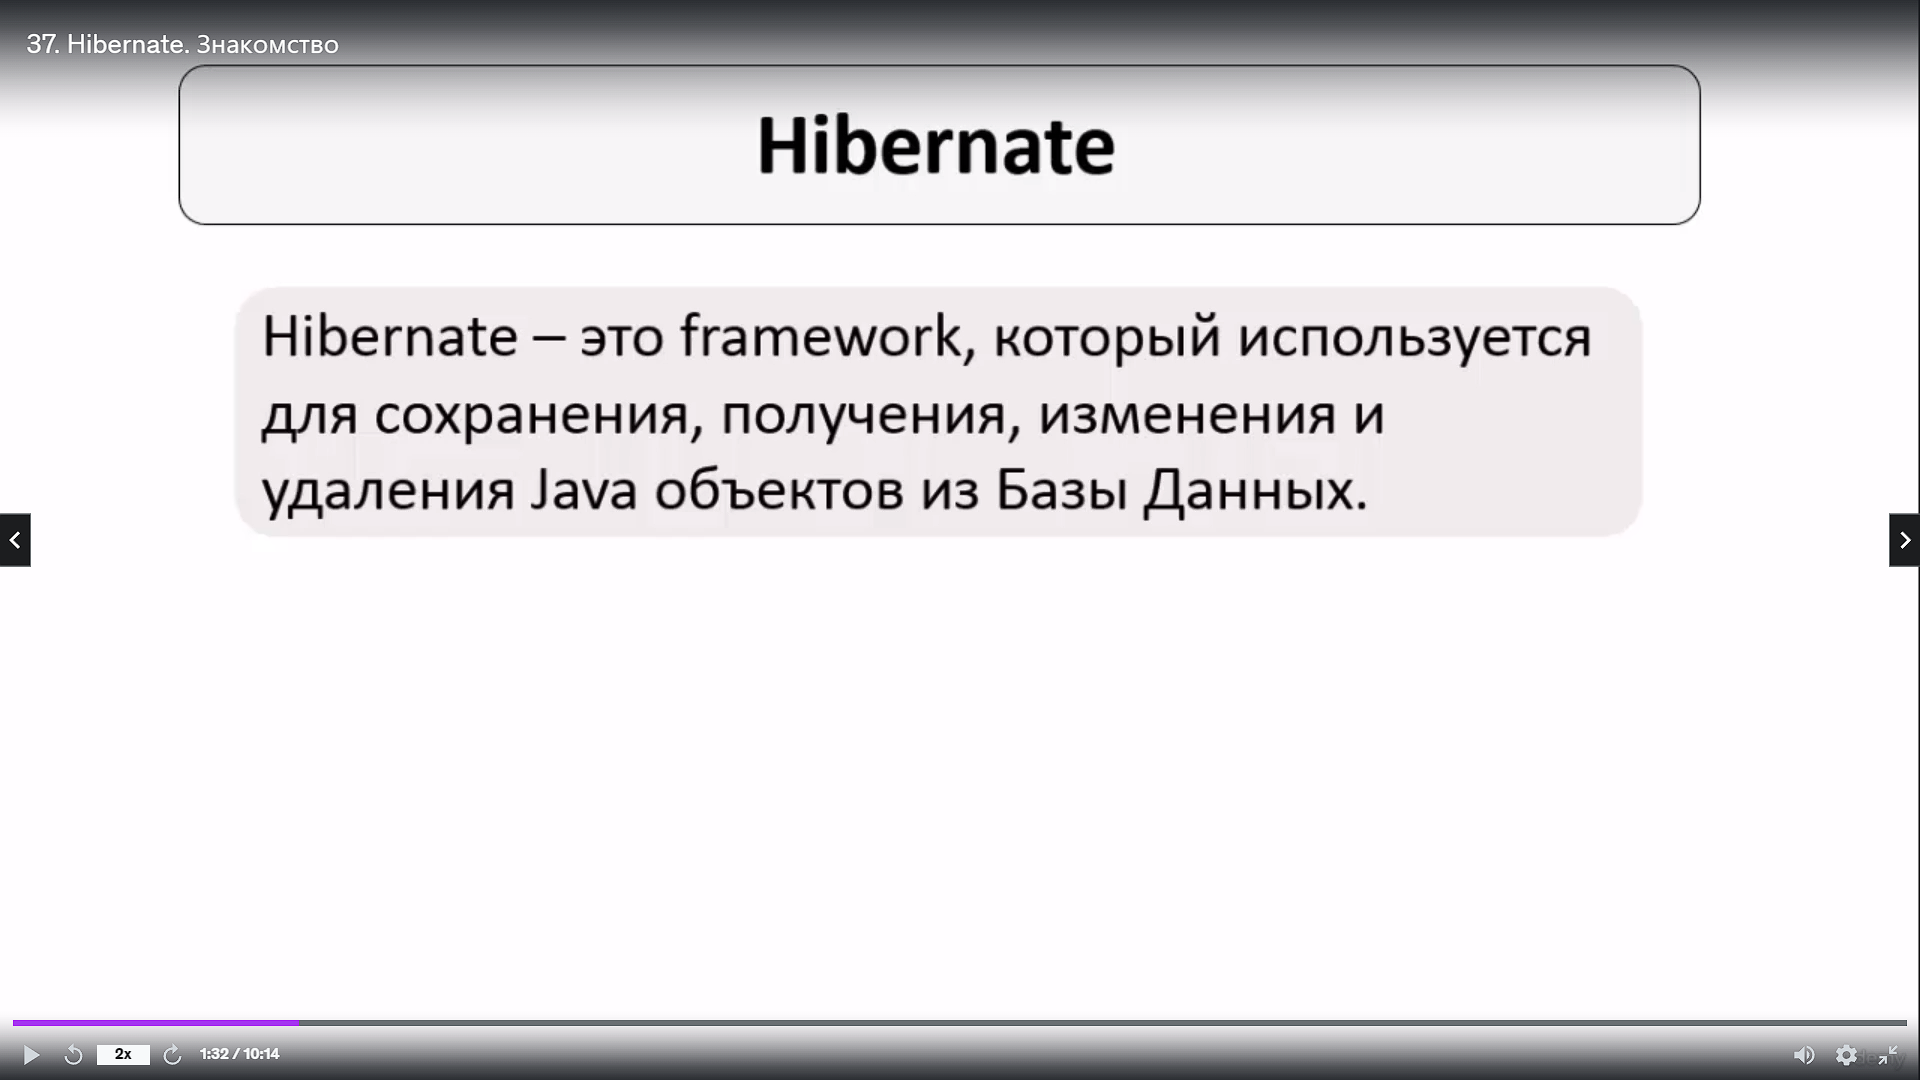 37. Hibernate. Знакомство
Hibernate
Hibernate – это framework, который используется
для сохранения, получения, изменения и
удаления Java объектов из Базы Данных.
2x
1:32 / 10:14